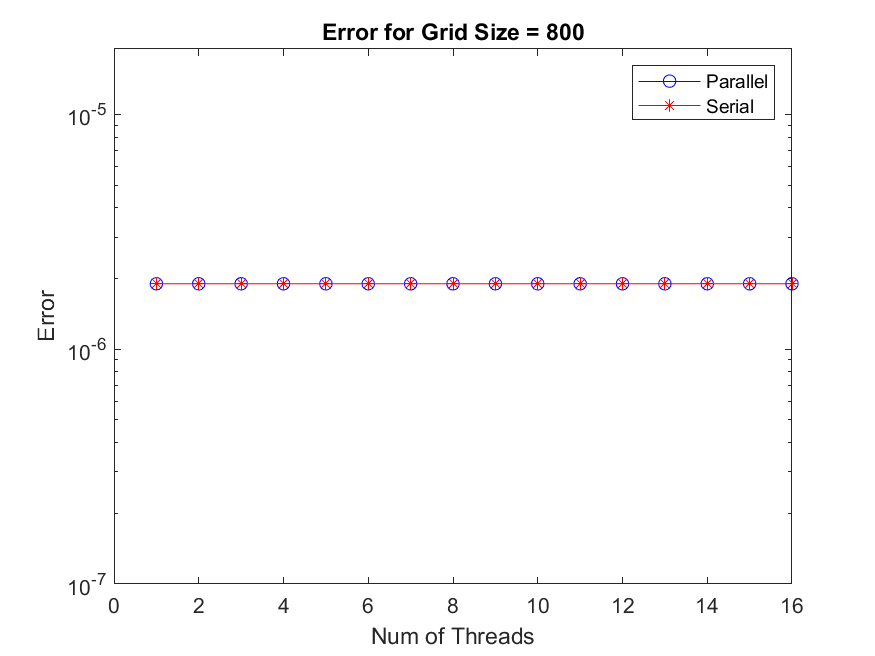 Error for Grid Size = 800
Parallel
Serial
10^-5
10^-6
10^-7
Error
0 2 4 6 8 10 12 14 16
Num of Threads